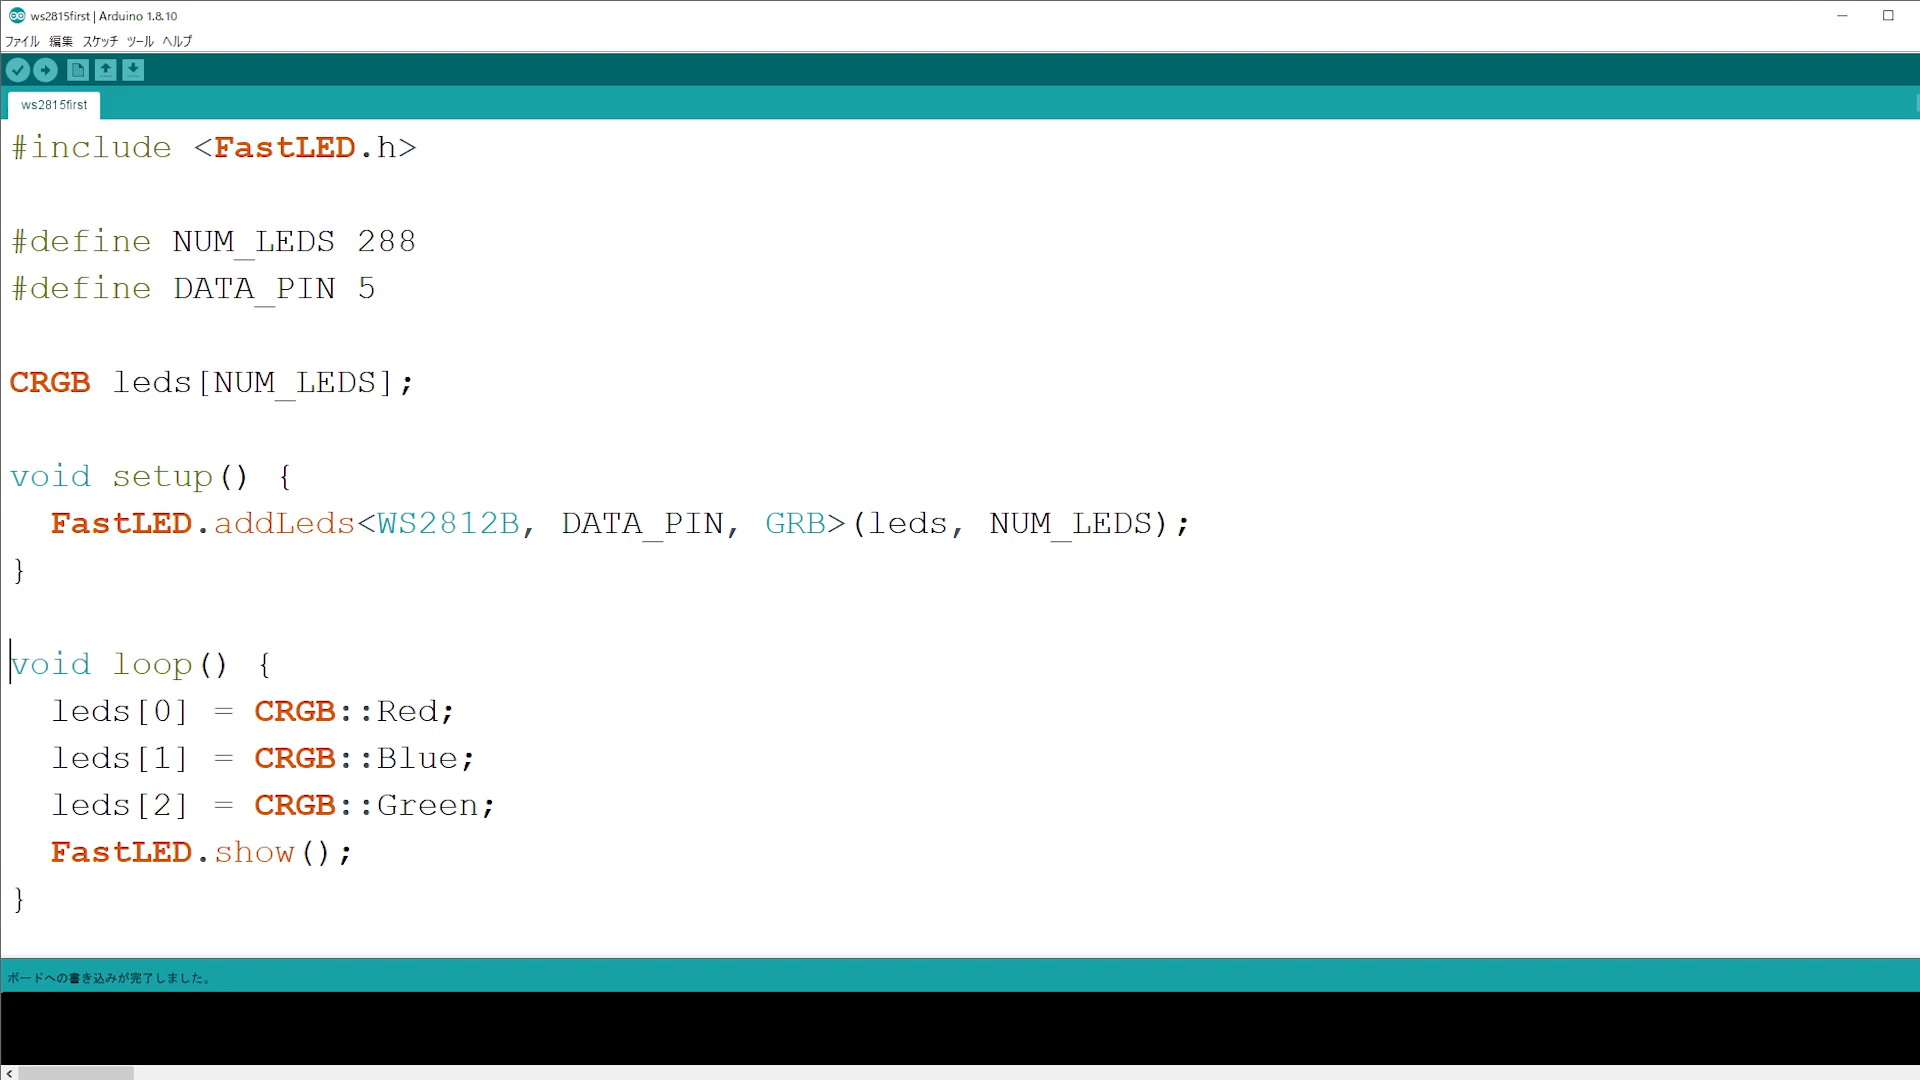 ws2815first | Arduino 1.8.10
ファイル 編集 スケッチ ツール ヘルプ
ws2815first
#include <FastLED.h>
#define NUM_LEDS 288
#define DATA_PIN 5
CRGB leds[NUM_LEDS];
void setup() {
  FastLED.addLeds<WS2812B, DATA_PIN, GRB>(leds, NUM_LEDS);
}
void loop() {
  leds[0] = CRGB::Red;
  leds[1] = CRGB::Blue;
  leds[2] = CRGB::Green;
  FastLED.show();
}
ボードへの書き込みが完了しました。